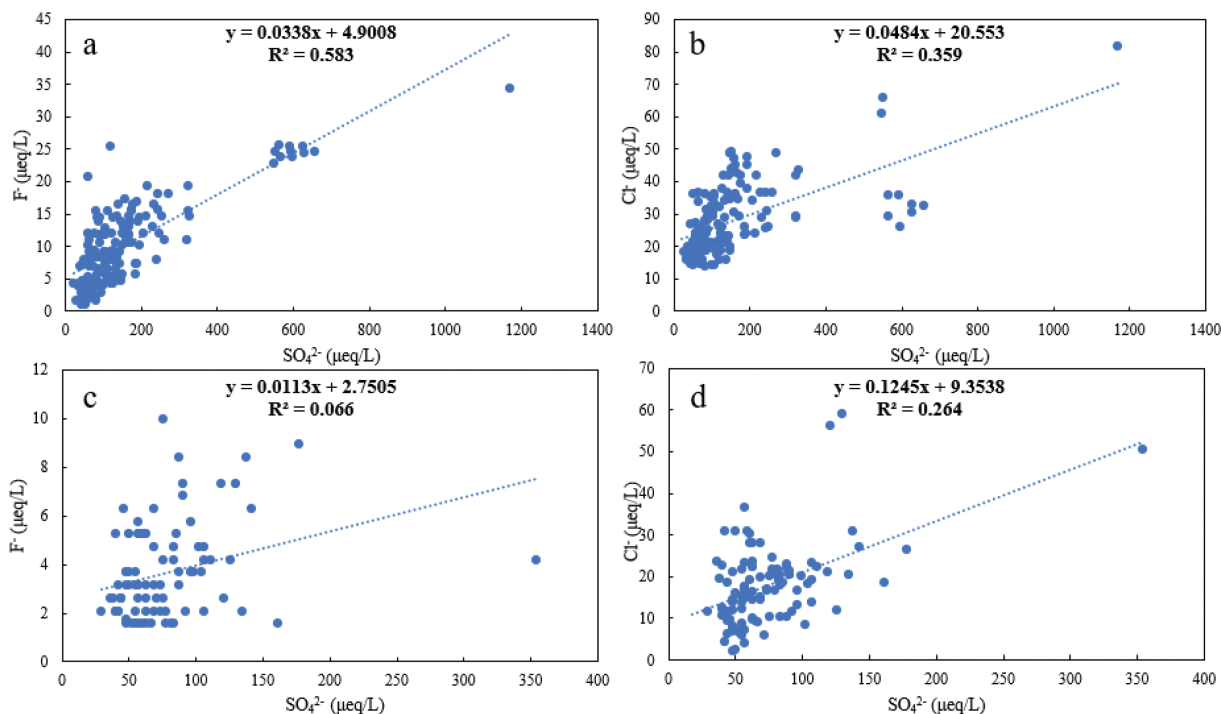 a
y = 0.0338x + 4.9008
R² = 0.583
45
40
35
30
25
20
15
10
5
0
F⁻ (μeq/L)
0 200 400 600 800 1000 1200 1400
SO₄²⁻ (μeq/L)
b
y = 0.0484x + 20.553
R² = 0.359
90
80
70
60
50
40
30
20
10
0
Cl⁻ (μeq/L)
0 200 400 600 800 1000 1200 1400
SO₄²⁻ (μeq/L)
c
y = 0.0113x + 2.7505
R² = 0.066
12
10
8
6
4
2
0
F⁻ (μeq/L)
0 50 100 150 200 250 300 350 400
SO₄²⁻ (μeq/L)
d
y = 0.1245x + 9.3538
R² = 0.264
70
60
50
40
30
20
10
0
Cl⁻ (μeq/L)
0 50 100 150 200 250 300 350 400
SO₄²⁻ (μeq/L)